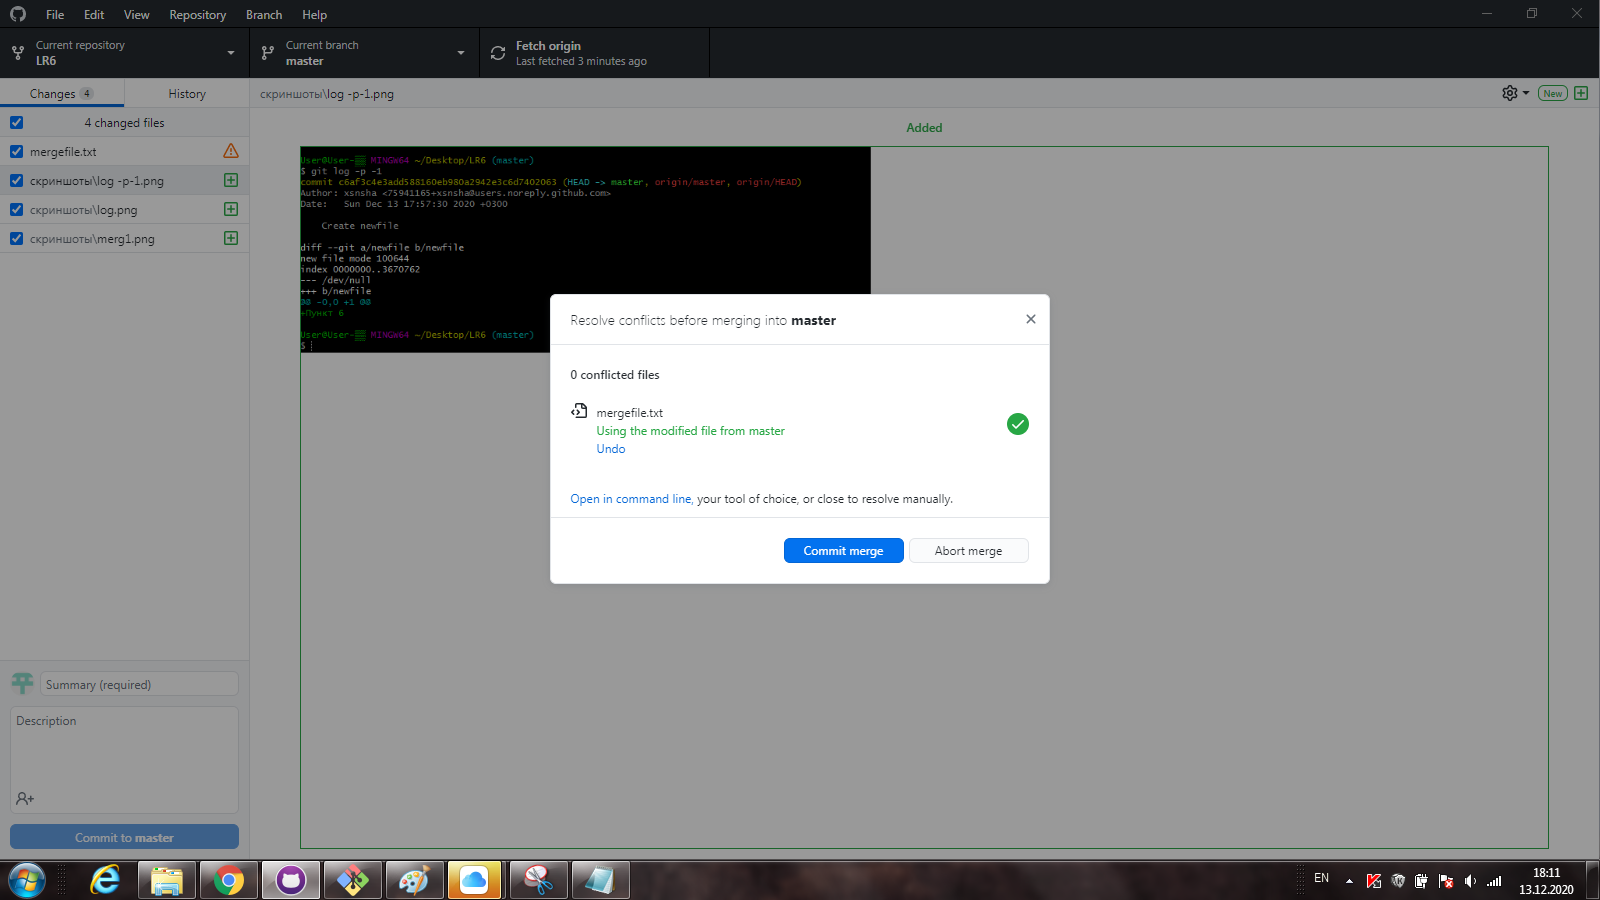 File Edit View Repository Branch Help
Current repository
LR6
Current branch
master
Fetch origin
Last fetched 3 minutes ago
Changes 4
History
скриншоты\log -p-1.png
New
4 changed files
mergefile.txt
скриншоты\log -p-1.png
скриншоты\log.png
скриншоты\merg1.png
Added
User@User- MINGW64 ~/Desktop/LR6 (master)
$ git log -p -1
commit c6af3c4e3add588160eb980a2942e3c6d7402063 (HEAD -> master, origin/master, origin/HEAD)
Author: xsnsha <75941165+xsnsha@users.noreply.github.com>
Date: Sun Dec 13 17:57:30 2020 +0300
Create newfile
diff --git a/newfile b/newfile
new file mode 100644
index 0000000..3670762
--- /dev/null
+++ b/newfile
@@ -0,0 +1 @@
+Пункт 6
User@User- MINGW64 ~/Desktop/LR6 (master)
$
Resolve conflicts before merging into master
0 conflicted files
mergefile.txt
Using the modified file from master
Undo
Open in command line, your tool of choice, or close to resolve manually.
Commit merge
Abort merge
Summary (required)
Description
Commit to master
EN
18:11
13.12.2020